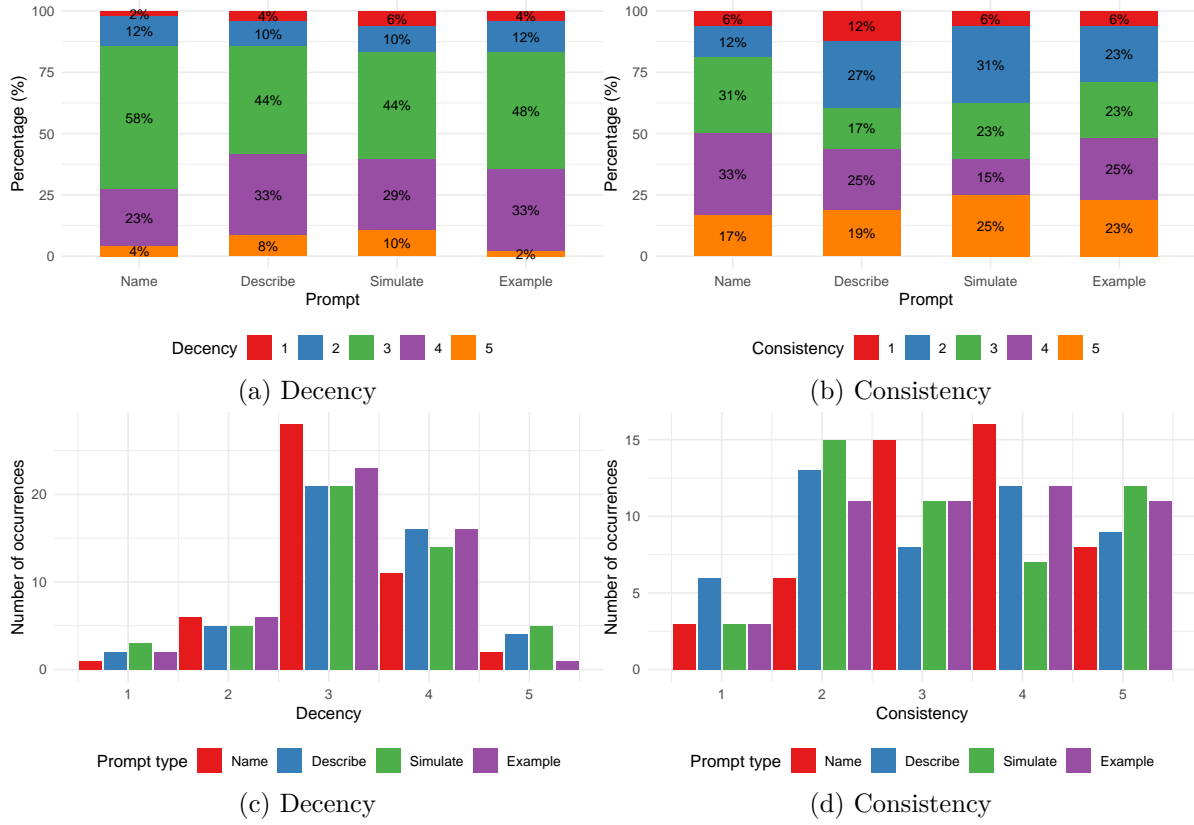 100
75
50
25
0
Percentage (%)
2%
12%
58%
23%
4%
4%
10%
44%
33%
8%
6%
10%
44%
29%
10%
4%
12%
48%
33%
2%
Name Describe Simulate Example
Prompt
Decency 1 2 3 4 5
(a) Decency
100
75
50
25
0
Percentage (%)
6%
12%
31%
33%
17%
12%
27%
17%
25%
19%
6%
31%
23%
15%
25%
6%
23%
23%
25%
23%
Name Describe Simulate Example
Prompt
Consistency 1 2 3 4 5
(b) Consistency
20
10
0
Number of occurrences
1 2 3 4 5
Decency
Prompt type Name Describe Simulate Example
(c) Decency
15
10
5
0
Number of occurrences
1 2 3 4 5
Consistency
Prompt type Name Describe Simulate Example
(d) Consistency